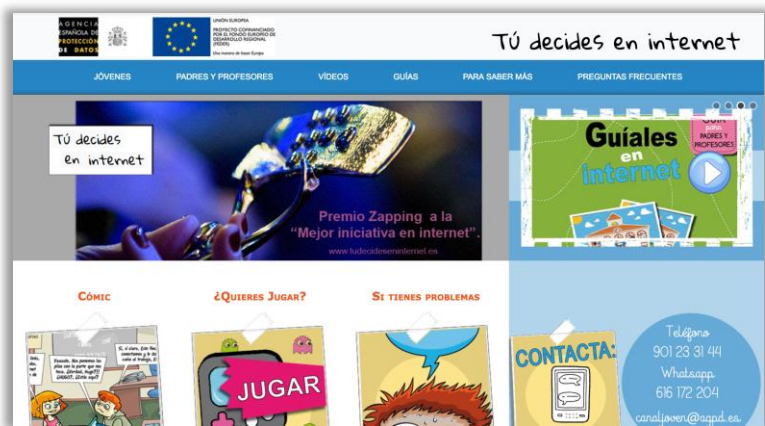 AGENCIA
ESPAÑOLA DE
PROTECCIÓN
DE DATOS
UNIÓN EUROPEA
PROYECTO COFINANCIADO
POR EL FONDO EUROPEO DE
DESARROLLO REGIONAL
(FEDER)
Una manera de hacer Europa
Tú decides en internet
JÓVENES PADRES Y PROFESORES VÍDEOS GUÍAS PARA SABER MÁS PREGUNTAS FRECUENTES
Tú decides
en internet
Premio Zapping a la
"Mejor iniciativa en internet".
www.tudecideseninternet.es
GUÍA
para
PADRES Y
PROFESORES
Guíales
en
Internet
CÓMIC
¿QUIERES JUGAR?
SI TIENES PROBLEMAS
JUGAR
CONTACTA:
Teléfono
901 23 31 44
Whatsapp
616 172 204
canaljoven@agpd.es